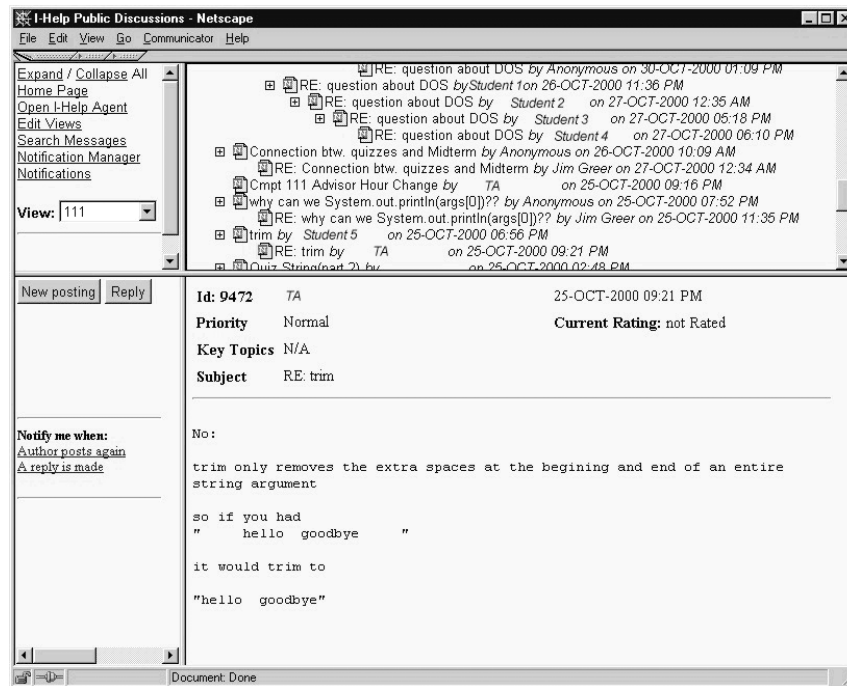 I-Help Public Discussions - Netscape
File Edit View Go Communicator Help
Expand / Collapse All
Home Page
Open I-Help Agent
Edit Views
Search Messages
Notification Manager
Notifications
View: 111
RE: question about DOS by Anonymous on 30-OCT-2000 01:09 PM
RE: question about DOS by Student 1 on 26-OCT-2000 11:36 PM
RE: question about DOS by Student 2 on 27-OCT-2000 12:35 AM
RE: question about DOS by Student 3 on 27-OCT-2000 05:18 PM
RE: question about DOS by Student 4 on 27-OCT-2000 06:10 PM
Connection btw. quizzes and Midterm by Anonymous on 26-OCT-2000 10:09 AM
RE: Connection btw. quizzes and Midterm by Jim Greer on 27-OCT-2000 12:34 AM
Cmpt 111 Advisor Hour Change by TA on 25-OCT-2000 09:16 PM
why can we System.out.println(args[0])?? by Anonymous on 25-OCT-2000 07:52 PM
RE: why can we System.out.println(args[0])?? by Jim Greer on 25-OCT-2000 11:35 PM
trim by Student 5 on 25-OCT-2000 06:56 PM
RE: trim by TA on 25-OCT-2000 09:21 PM
Quiz String(part 2) by on 25-OCT-2000 02:48 PM
New posting Reply
Notify me when:
Author posts again
A reply is made
Id: 9472 TA 25-OCT-2000 09:21 PM
Priority Normal Current Rating: not Rated
Key Topics N/A
Subject RE: trim
No:
trim only removes the extra spaces at the begining and end of an entire
string argument
so if you had
"     hello  goodbye     "
it would trim to
"hello  goodbye"
Document: Done